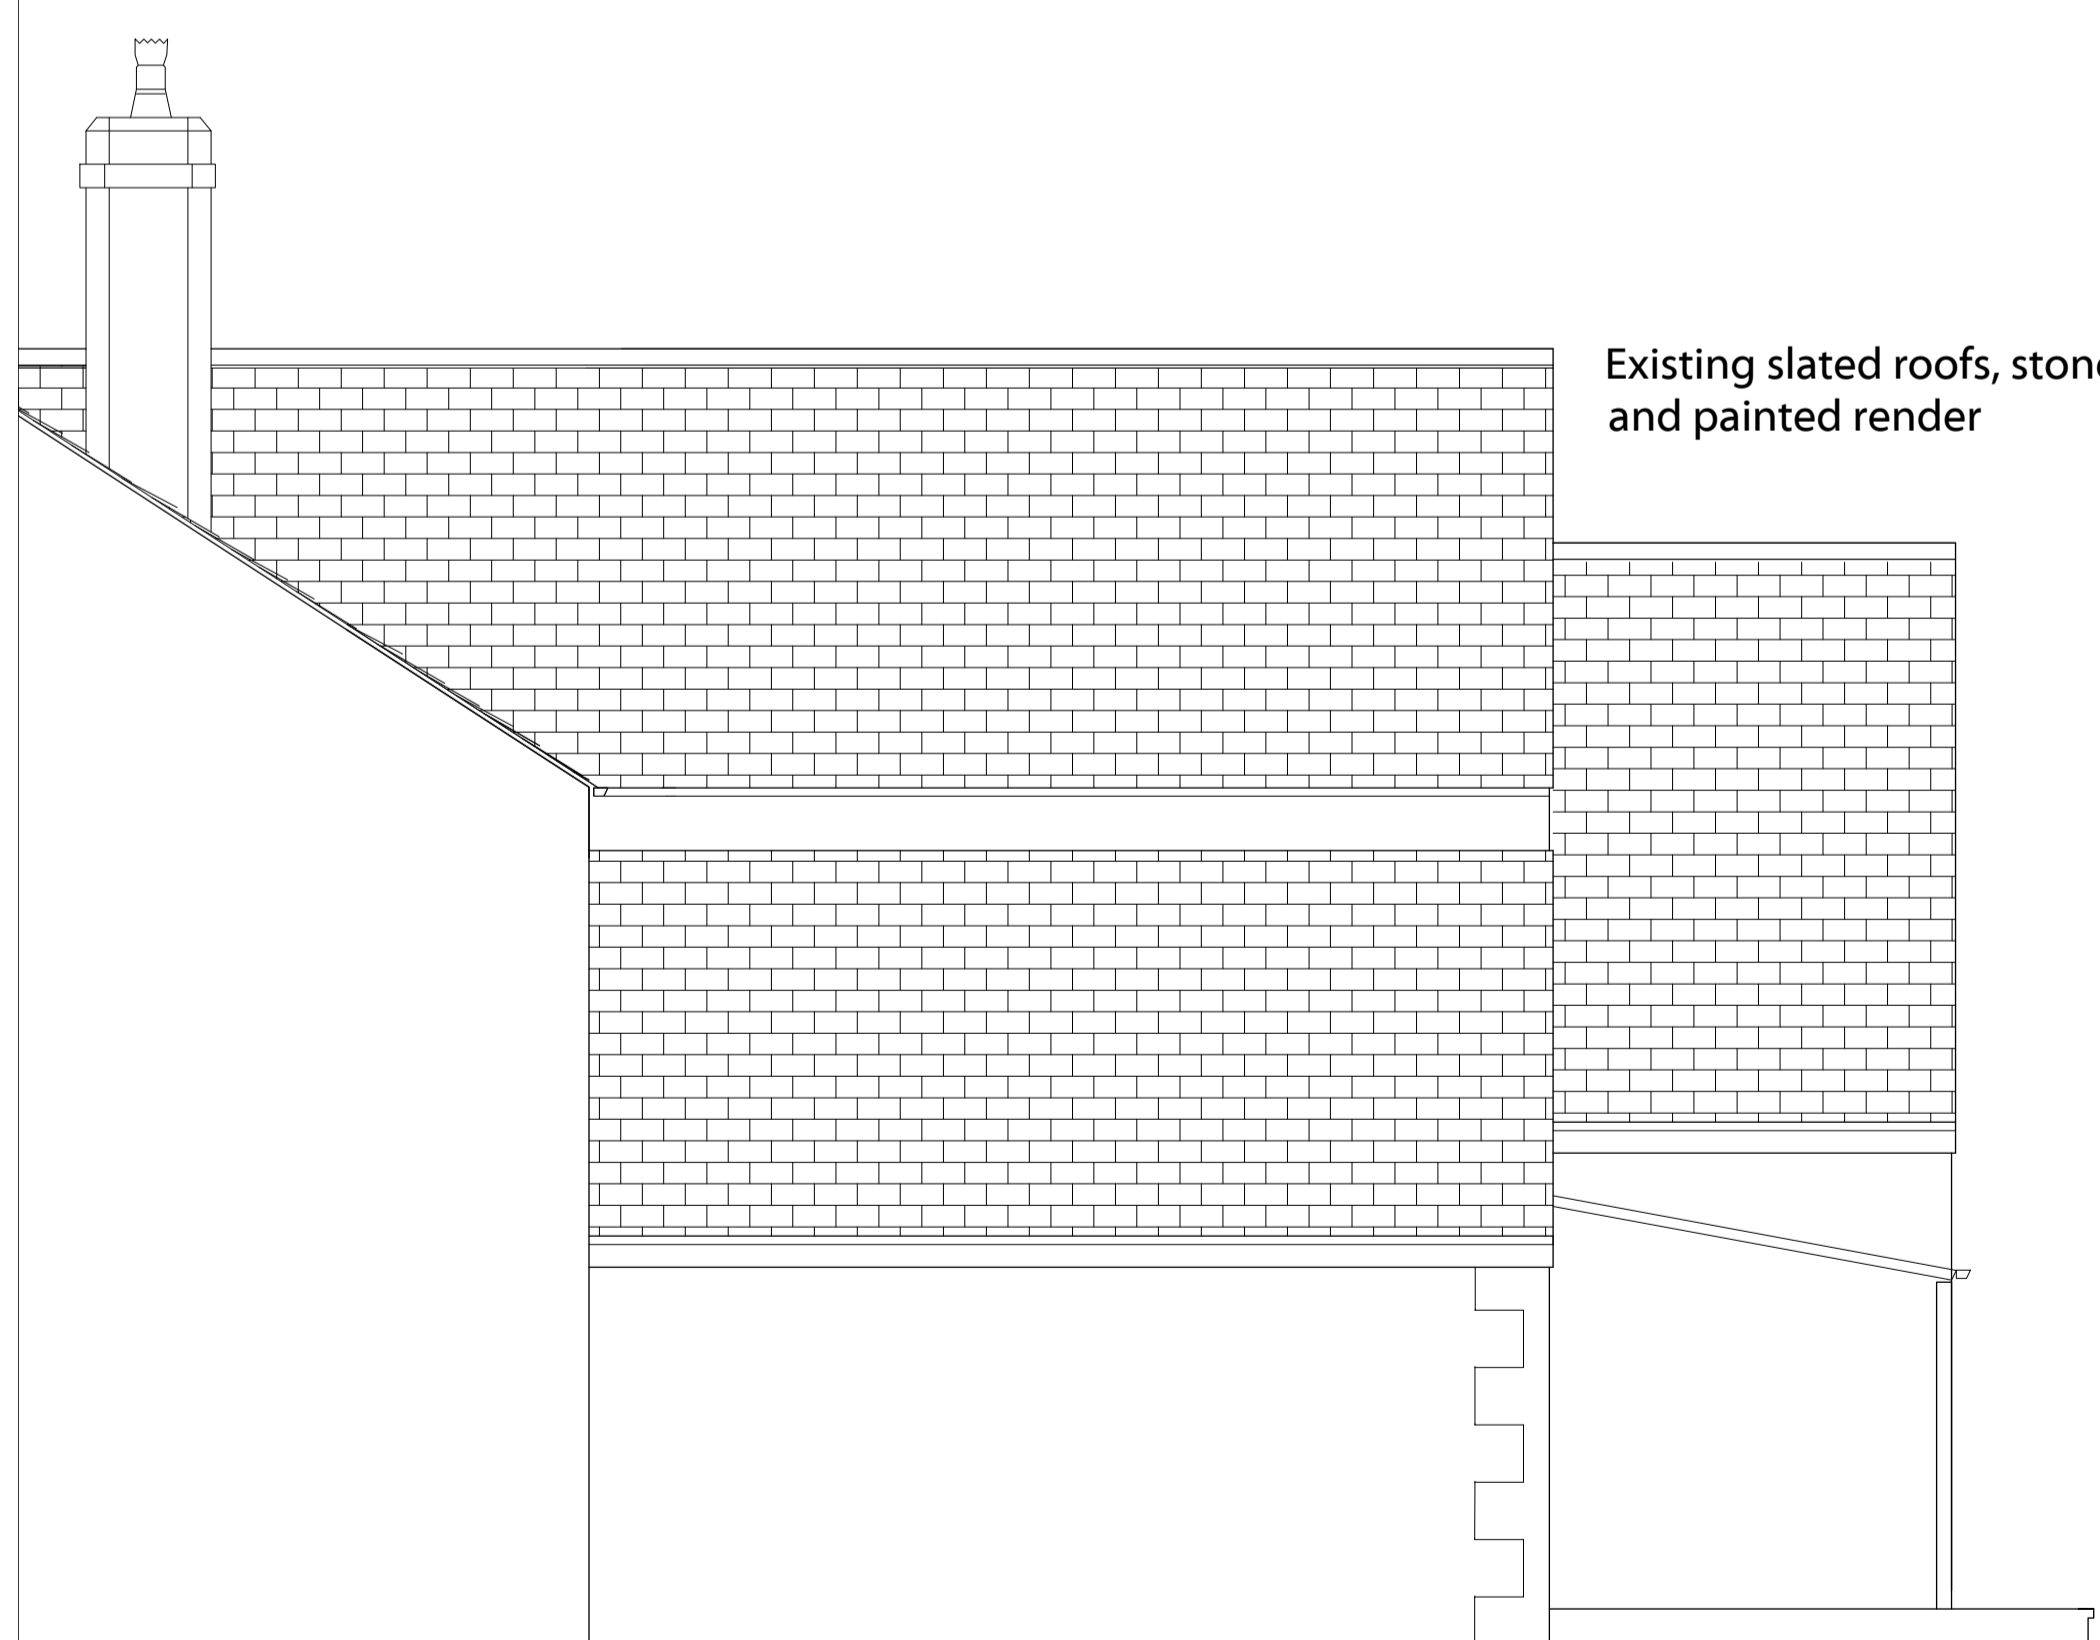 Existing slated roofs, ston
and painted render